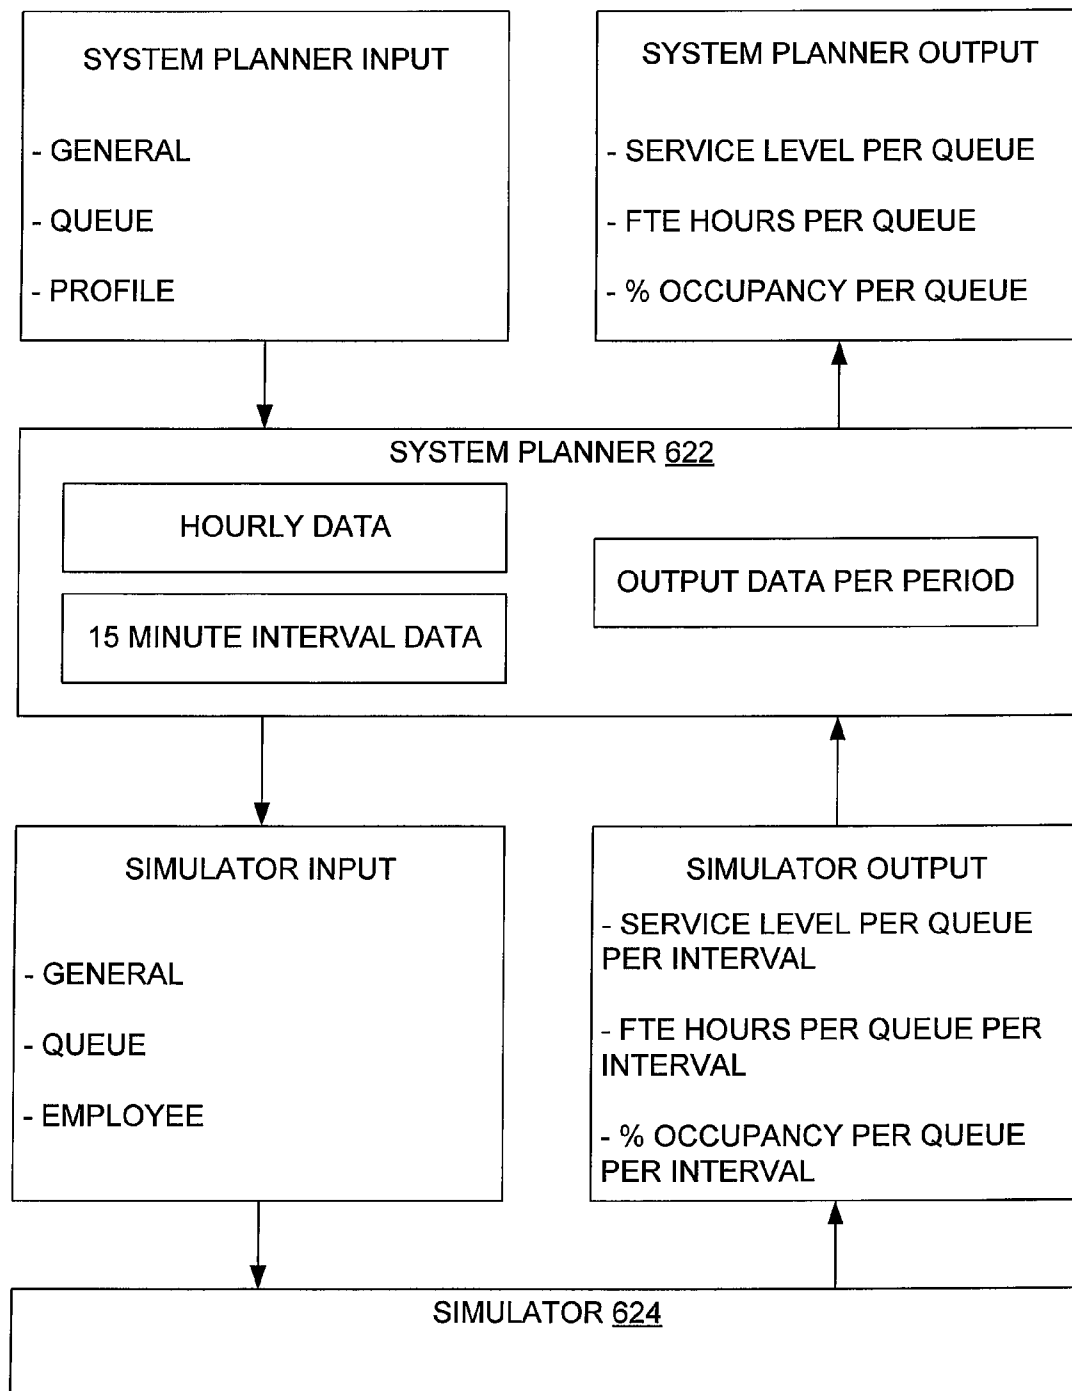 SYSTEM PLANNER INPUT
- GENERAL
- QUEUE
- PROFILE
SYSTEM PLANNER OUTPUT
- SERVICE LEVEL PER QUEUE
- FTE HOURS PER QUEUE
- % OCCUPANCY PER QUEUE
SYSTEM PLANNER 622
HOURLY DATA
15 MINUTE INTERVAL DATA
OUTPUT DATA PER PERIOD
SIMULATOR INPUT
- GENERAL
- QUEUE
- EMPLOYEE
SIMULATOR OUTPUT
- SERVICE LEVEL PER QUEUE
PER INTERVAL
- FTE HOURS PER QUEUE PER
INTERVAL
- % OCCUPANCY PER QUEUE
PER INTERVAL
SIMULATOR 624